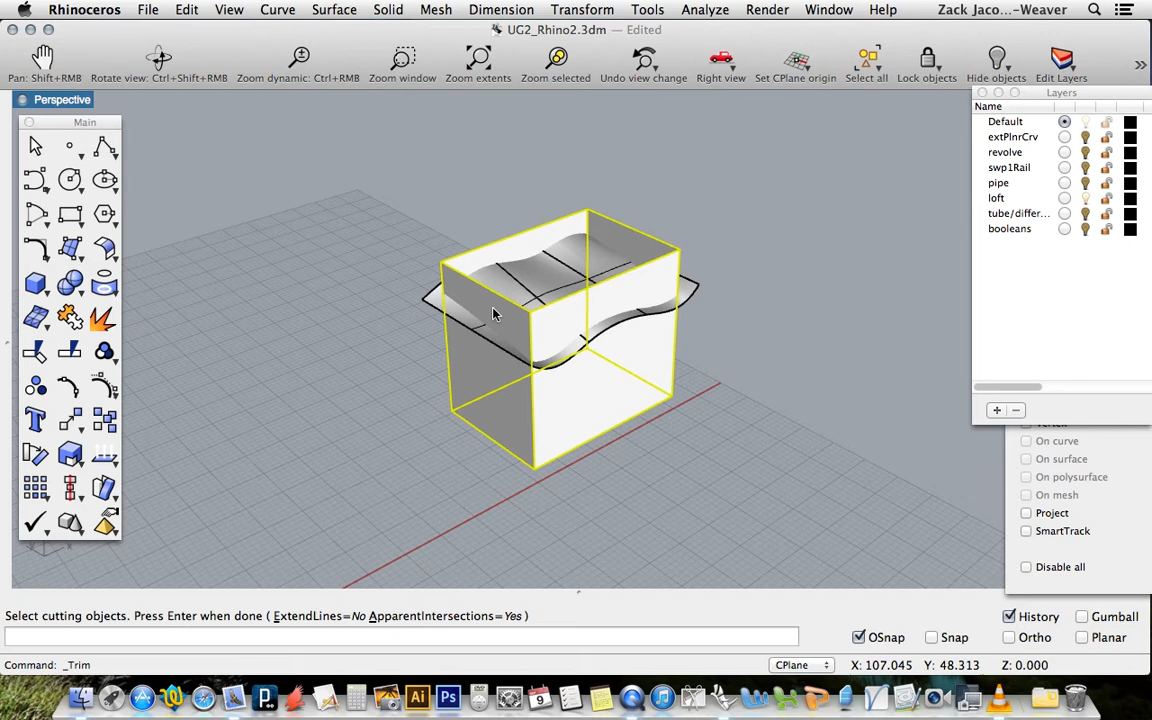 Rhinoceros File Edit View Curve Surface Solid Mesh Dimension Transform Tools Analyze Render Window Help Zack Jaco...-Weaver
UG2_Rhino2.3dm — Edited
Pan: Shift+RMB Rotate view: Ctrl+Shift+RMB Zoom dynamic: Ctrl+RMB Zoom window Zoom extents Zoom selected Undo view change Right view Set CPlane origin Select all Lock objects Hide objects Edit Layers
Perspective
Main
Layers
Name
Default
extPlnrCrv
revolve
swp1Rail
pipe
loft
tube/differ...
booleans
On curve
On surface
On polysurface
On mesh
Project
SmartTrack
Disable all
Select cutting objects. Press Enter when done ( ExtendLines=No ApparentIntersections=Yes )
History Gumball
OSnap Snap Ortho Planar
Command: _Trim
CPlane X: 107.045 Y: 48.313 Z: 0.000